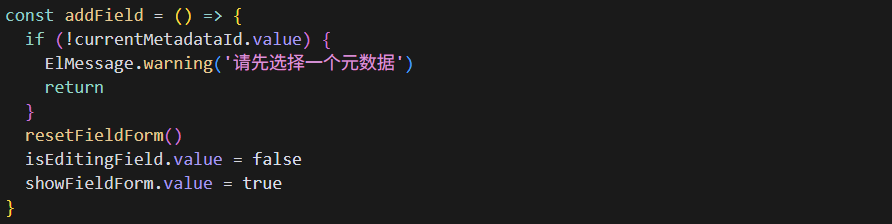 const addField = () => {
  if (!currentMetadataId.value) {
    ElMessage.warning('请先选择一个元数据')
    return
  }
  resetFieldForm()
  isEditingField.value = false
  showFieldForm.value = true
}